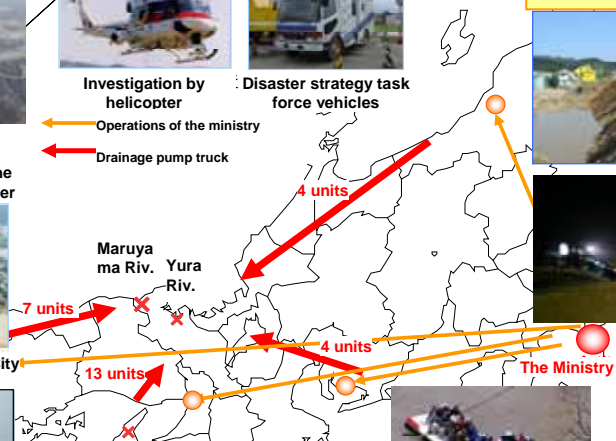 Investigation by
helicopter
Disaster strategy task
force vehicles
Operations of the ministry
Drainage pump truck
4 units
Maruya
ma Riv.
Yura
Riv.
7 units
4 units
13 units
The Ministry